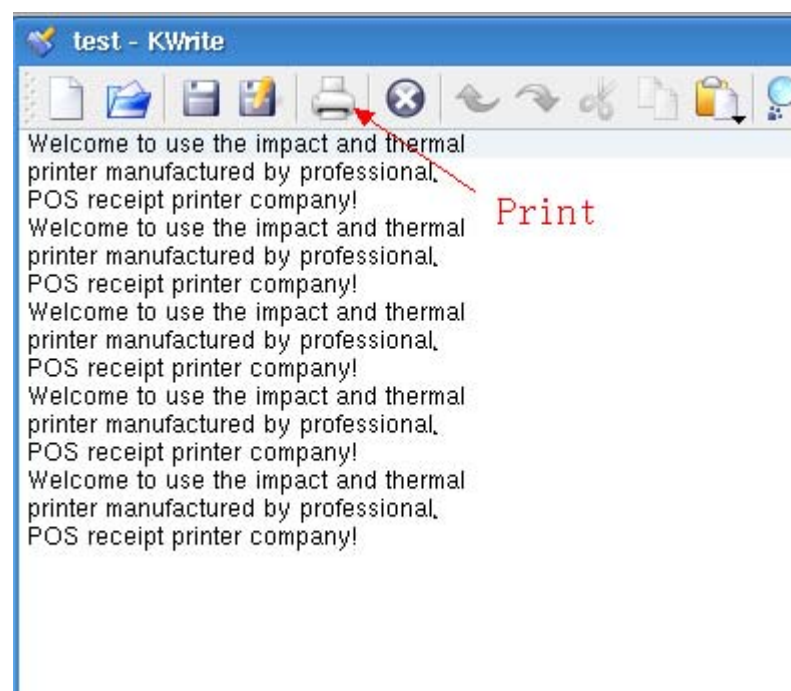 test - KWrite
Welcome to use the impact and thermal
printer manufactured by professional,
POS receipt printer company!
Print
Welcome to use the impact and thermal
printer manufactured by professional,
POS receipt printer company!
Welcome to use the impact and thermal
printer manufactured by professional,
POS receipt printer company!
Welcome to use the impact and thermal
printer manufactured by professional,
POS receipt printer company!
Welcome to use the impact and thermal
printer manufactured by professional,
POS receipt printer company!